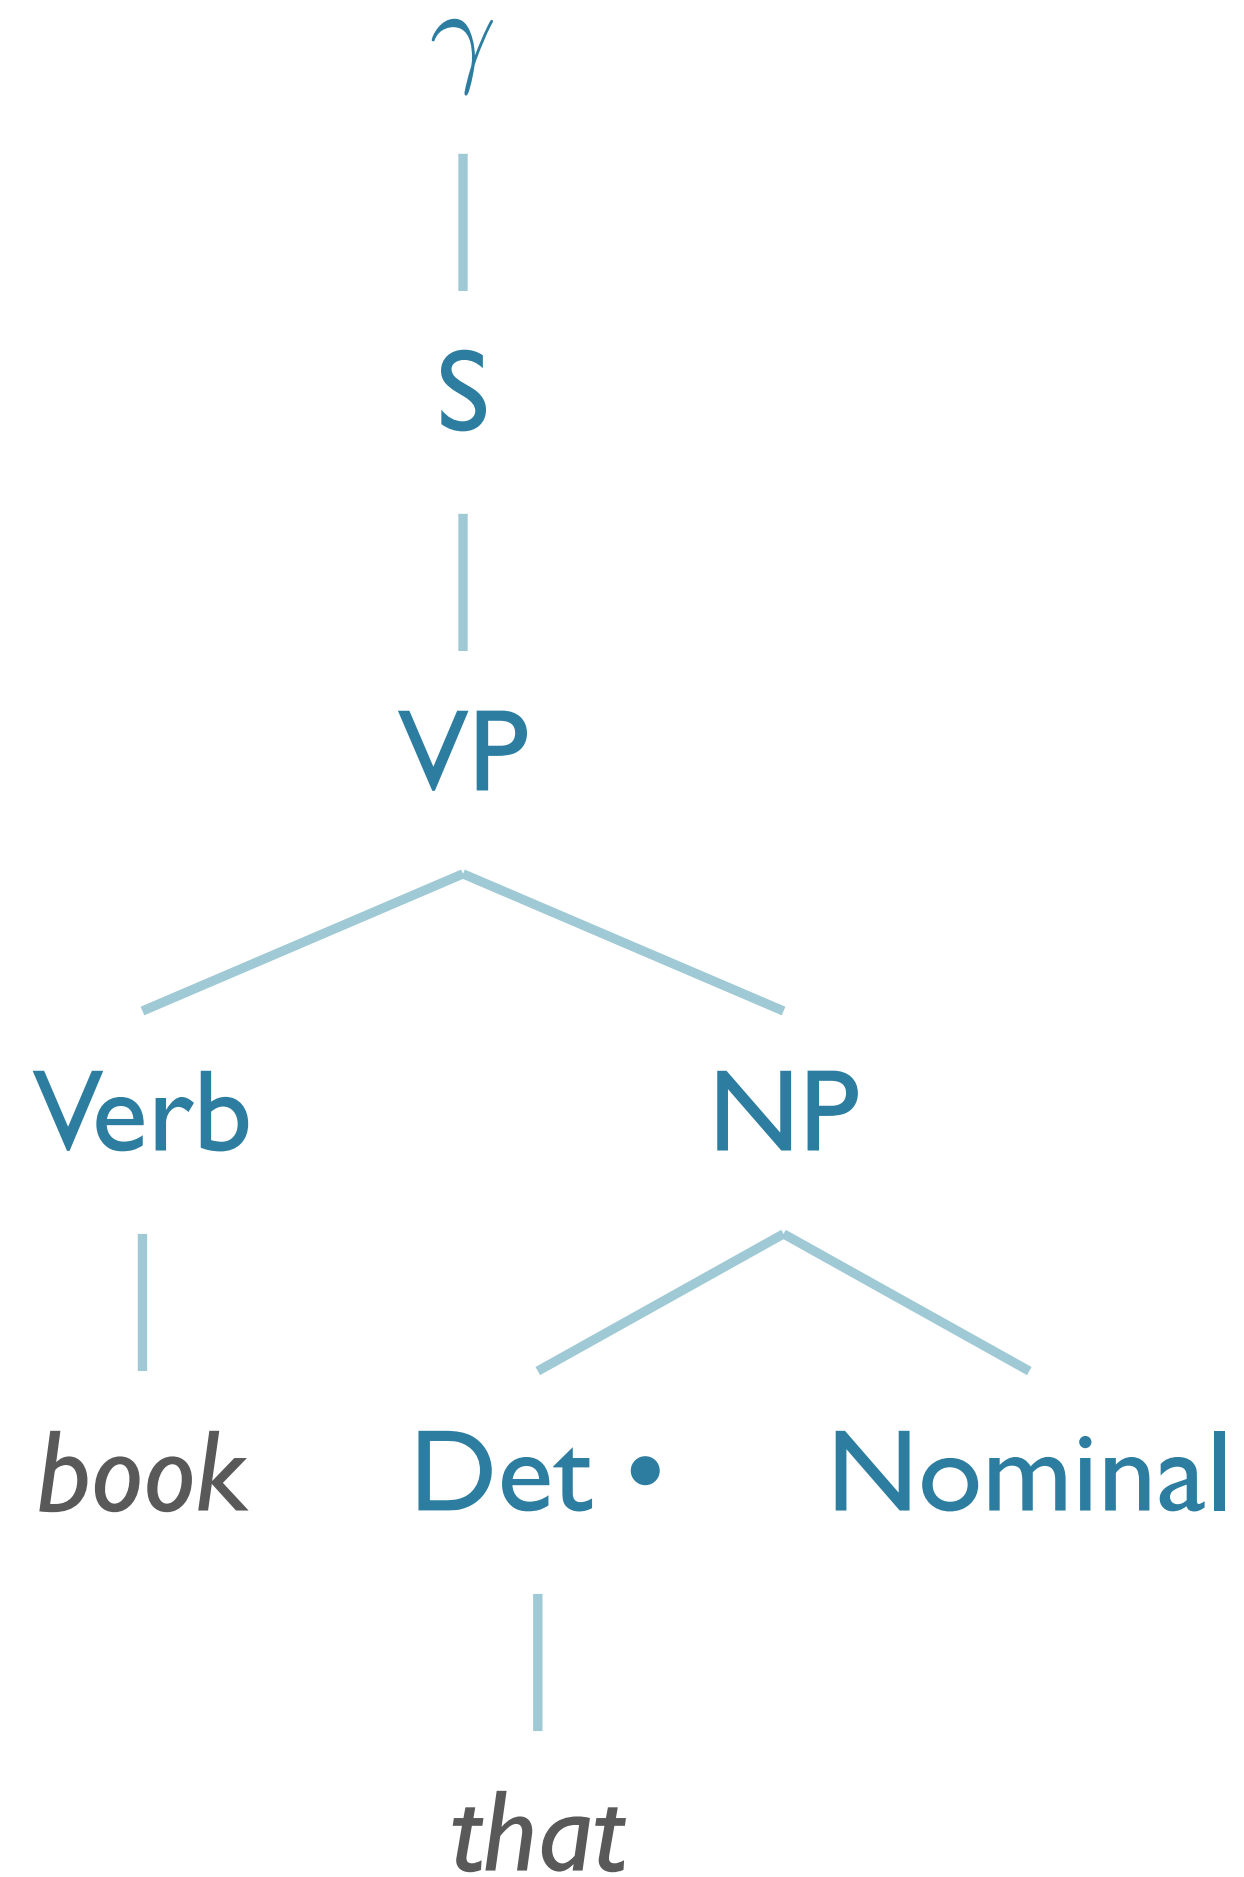 γ
S
VP
Verb NP
book Det • Nominal
that